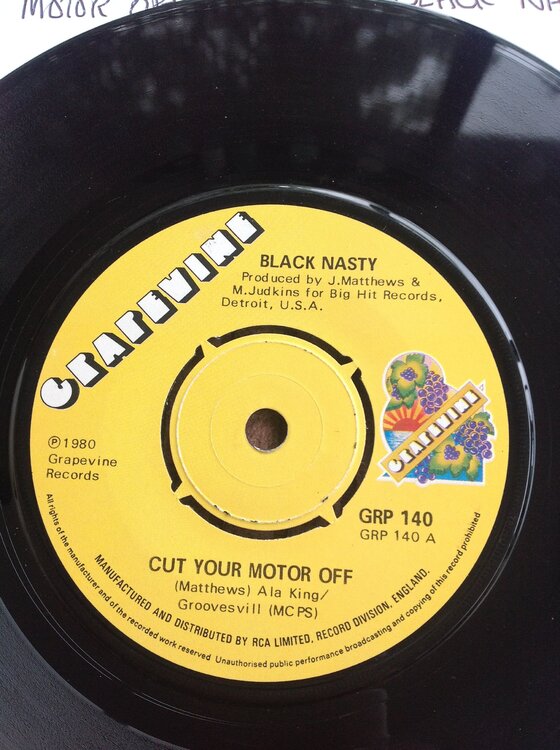 MOTOR
BLACK
GRAPEVINE
BLACK NASTY
Produced by J.Matthews &
M.Judkins for Big Hit Records,
Detroit, U.S.A.
GRAPEVINE
Ⓟ1980
Grapevine
Records
GRP 140
GRP 140 A
CUT YOUR MOTOR OFF
(Matthews) Ala King/
Groovesvill (MCPS)
MANUFACTURED AND DISTRIBUTED BY RCA LIMITED, RECORD DIVISION, ENGLAND.
All rights of the manufacturer and of the recorded work reserved Unauthorised public performance broadcasting and copying of this record prohibited